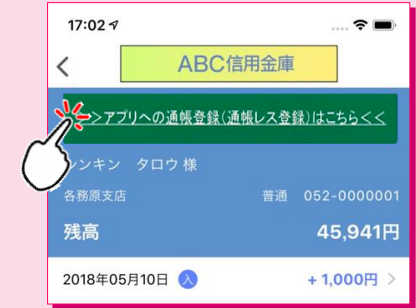 17:02
ABC信用金庫
>アプリへの通帳登録(通帳レス登録)はこちら<<
ンキン タロウ 様
各務原支店 普通 052-0000001
残高 45,941円
2018年05月10日 入 + 1,000円 >